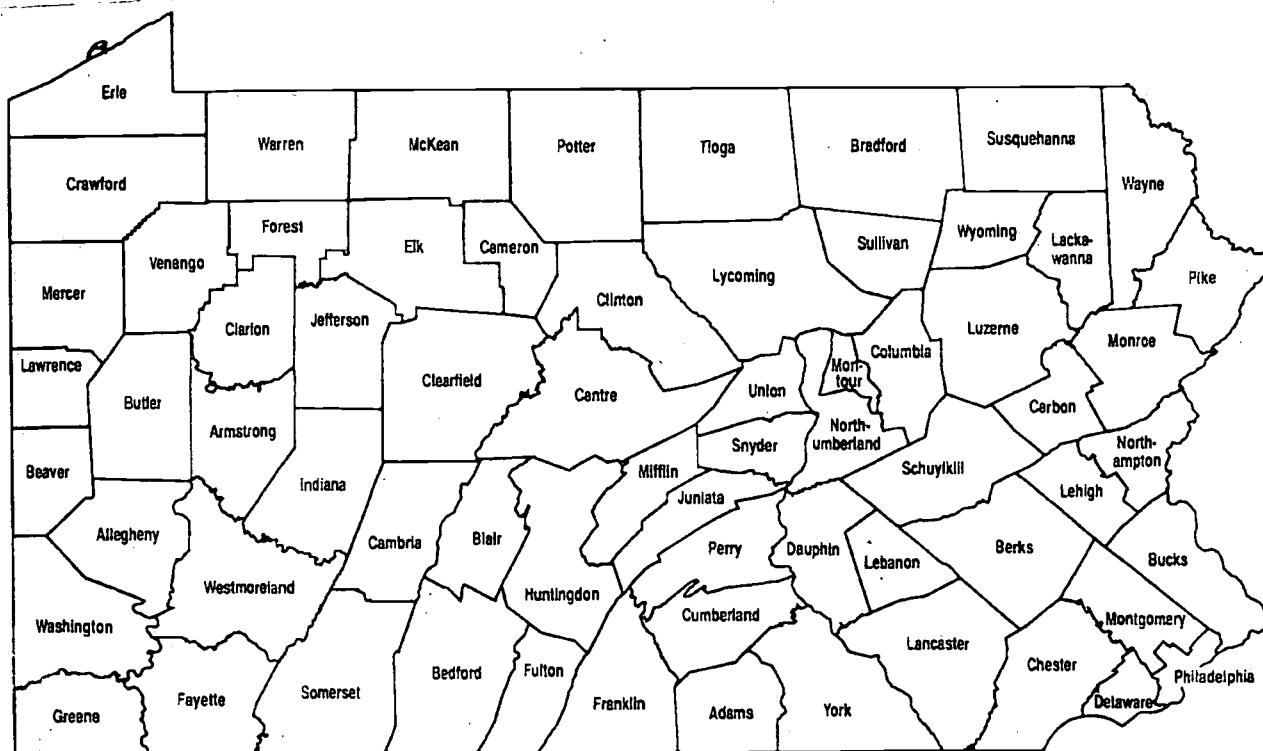 Erie
Warren
McKean
Potter
Tioga
Bradford
Susquehanna
Wayne
Crawford
Forest
Elk
Cameron
Sullivan
Wyoming
Lacka-
wanna
Venango
Mercer
Lycoming
Pike
Clinton
Clarion
Jefferson
Luzerne
Monroe
Columbia
Lawrence
Mon-
tour
Clearfield
Centre
Union
Butler
Carbon
Armstrong
North-
umberland
Snyder
North-
ampton
Beaver
Mifflin
Schuylkill
Indiana
Juniata
Lehigh
Allegheny
Cambria
Blair
Perry
Dauphin
Lebanon
Berks
Bucks
Westmoreland
Huntingdon
Cumberland
Washington
Montgomery
Lancaster
Chester
Bedford
Fulton
Philadelphia
Fayette
Somerset
Franklin
Delaware
Greene
Adams
York